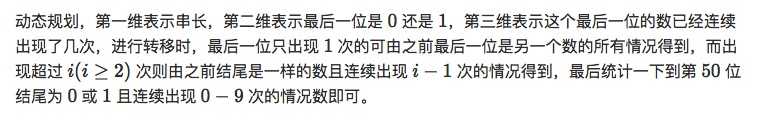 动态规划，第一维表示串长，第二维表示最后一位是 0 还是 1，第三维表示这个最后一位的数已经连续
出现了几次，进行转移时，最后一位只出现 1 次的可由之前最后一位是另一个数的所有情况得到，而出
现超过 i(i ≥ 2) 次则由之前结尾是一样的数且连续出现 i − 1 次的情况得到，最后统计一下到第 50 位
结尾为 0 或 1 且连续出现 0 − 9 次的情况数即可。